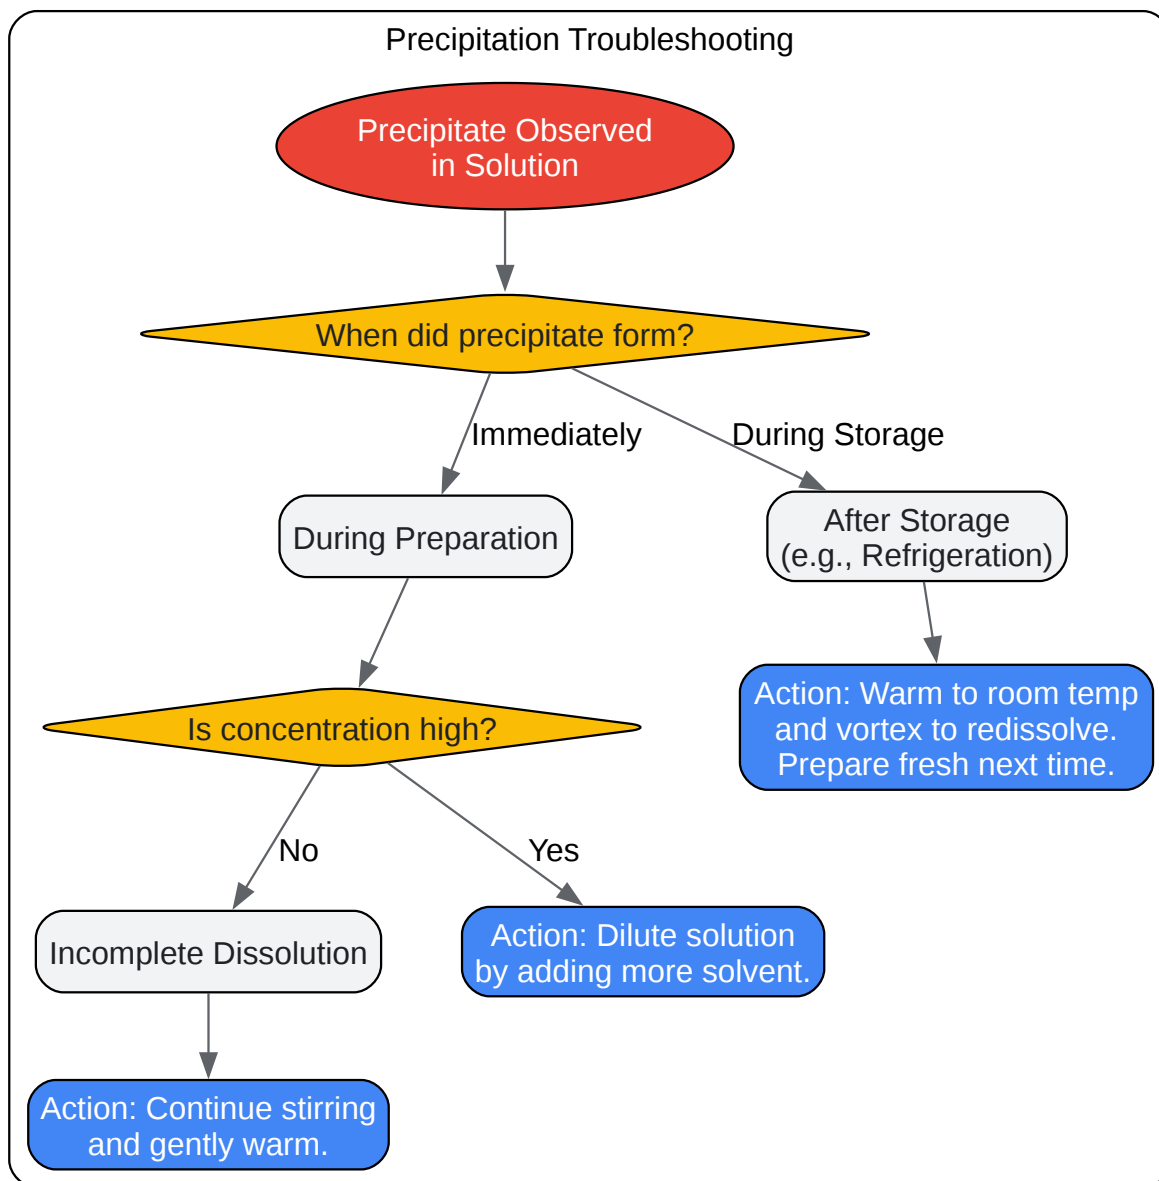 Precipitation Troubleshooting
Precipitate Observed
in Solution
When did precipitate form?
Immediately
During Storage
During Preparation
After Storage
(e.g., Refrigeration)
Is concentration high?
Action: Warm to room temp
and vortex to redissolve.
Prepare fresh next time.
No
Yes
Incomplete Dissolution
Action: Dilute solution
by adding more solvent.
Action: Continue stirring
and gently warm.